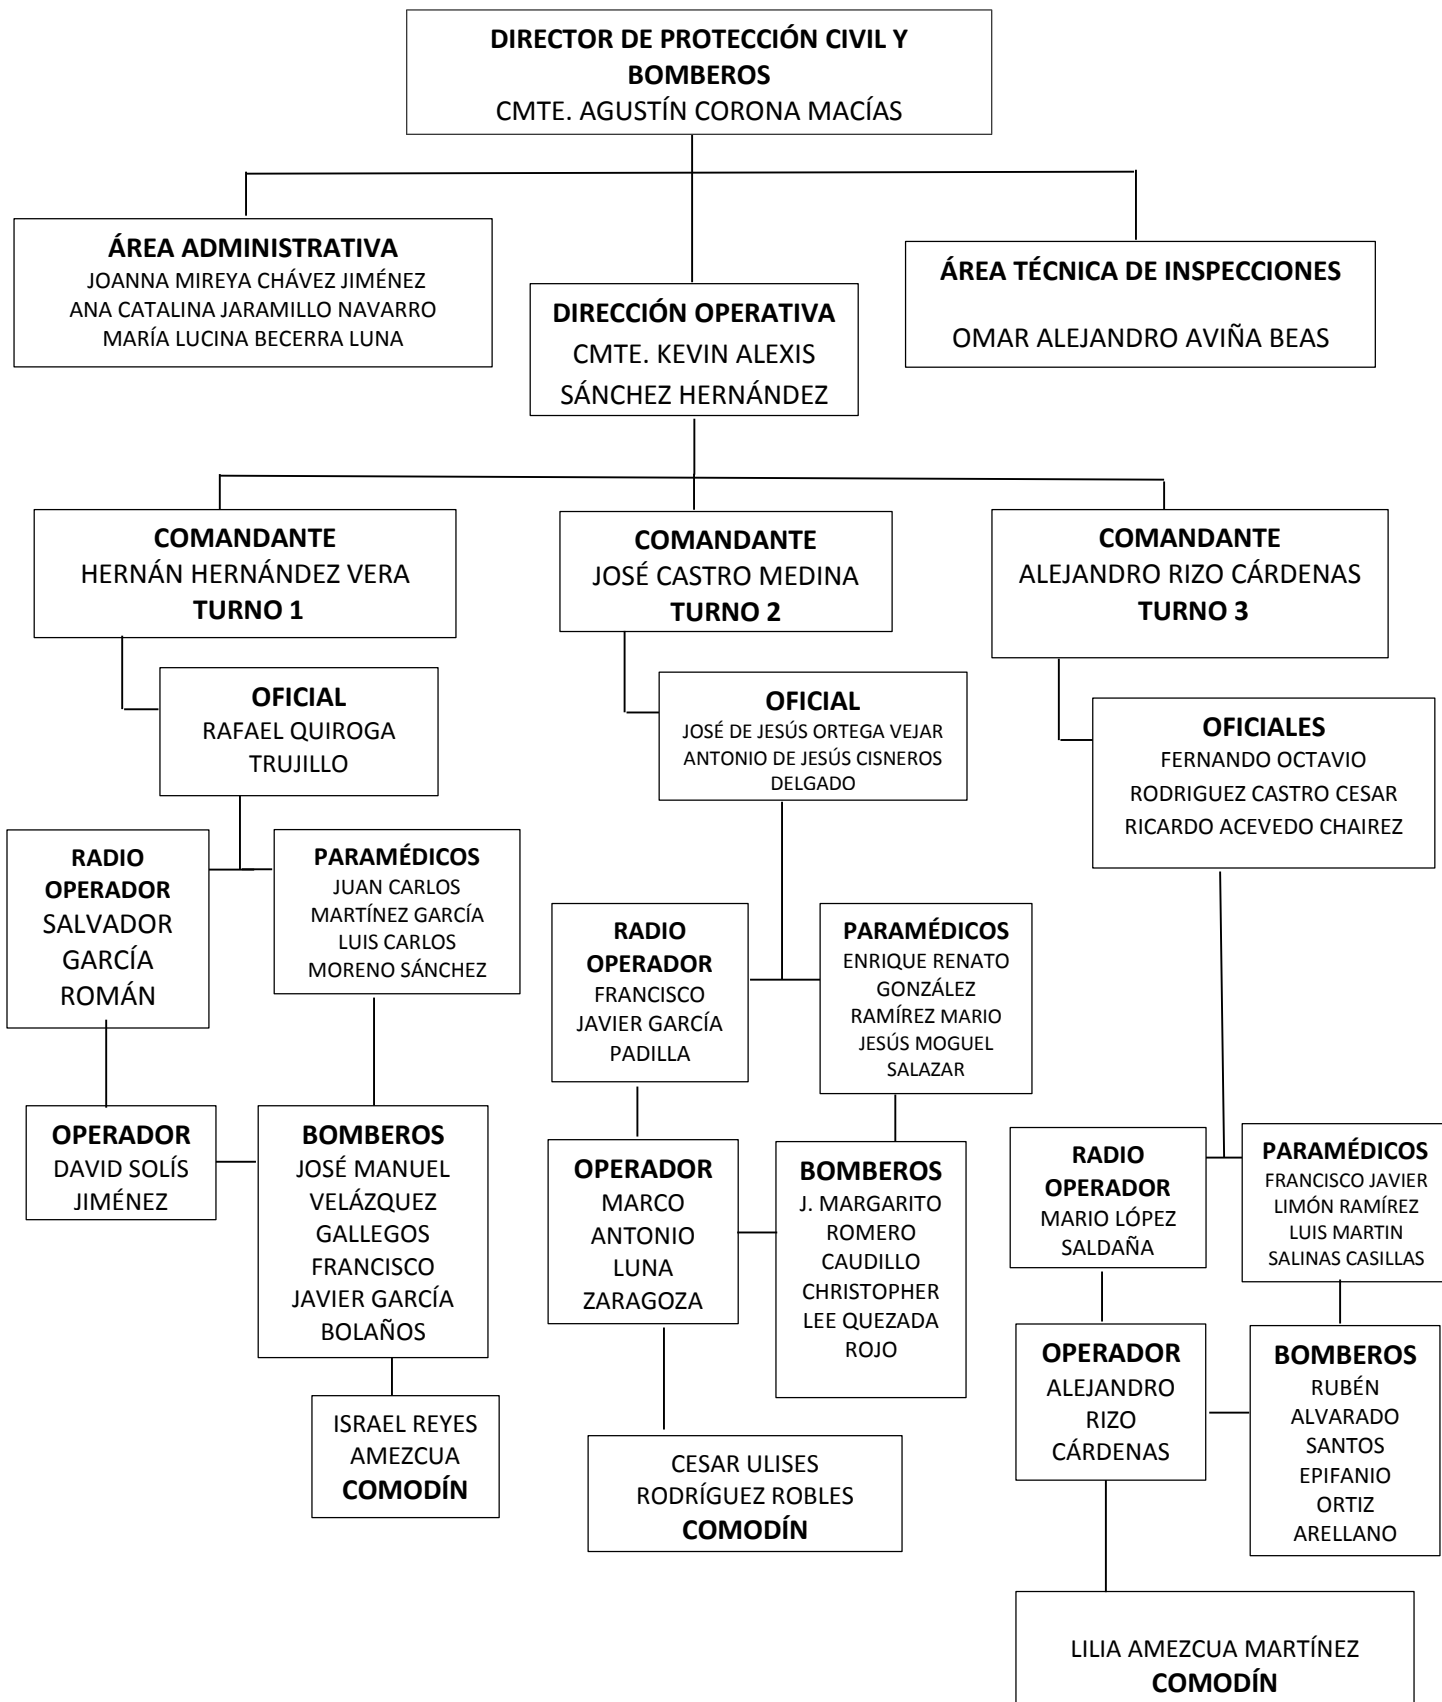 DIRECTOR DE PROTECCIÓN CIVIL Y
BOMBEROS
CMTE. AGUSTÍN CORONA MACÍAS
ÁREA ADMINISTRATIVA
JOANNA MIREYA CHÁVEZ JIMÉNEZ
ANA CATALINA JARAMILLO NAVARRO
MARÍA LUCINA BECERRA LUNA
DIRECCIÓN OPERATIVA
CMTE. KEVIN ALEXIS
SÁNCHEZ HERNÁNDEZ
ÁREA TÉCNICA DE INSPECCIONES
OMAR ALEJANDRO AVIÑA BEAS
COMANDANTE
HERNÁN HERNÁNDEZ VERA
TURNO 1
COMANDANTE
JOSÉ CASTRO MEDINA
TURNO 2
COMANDANTE
ALEJANDRO RIZO CÁRDENAS
TURNO 3
OFICIAL
RAFAEL QUIROGA
TRUJILLO
OFICIAL
JOSÉ DE JESÚS ORTEGA VEJAR
ANTONIO DE JESÚS CISNEROS
DELGADO
OFICIALES
FERNANDO OCTAVIO
RODRIGUEZ CASTRO CESAR
RICARDO ACEVEDO CHAIREZ
RADIO
OPERADOR
SALVADOR
GARCÍA
ROMÁN
PARAMÉDICOS
JUAN CARLOS
MARTÍNEZ GARCÍA
LUIS CARLOS
MORENO SÁNCHEZ
RADIO
OPERADOR
FRANCISCO
JAVIER GARCÍA
PADILLA
PARAMÉDICOS
ENRIQUE RENATO
GONZÁLEZ
RAMÍREZ MARIO
JESÚS MOGUEL
SALAZAR
OPERADOR
DAVID SOLÍS
JIMÉNEZ
BOMBEROS
JOSÉ MANUEL
VELÁZQUEZ
GALLEGOS
FRANCISCO
JAVIER GARCÍA
BOLAÑOS
OPERADOR
MARCO
ANTONIO
LUNA
ZARAGOZA
BOMBEROS
J. MARGARITO
ROMERO
CAUDILLO
CHRISTOPHER
LEE QUEZADA
ROJO
RADIO
OPERADOR
MARIO LÓPEZ
SALDAÑA
PARAMÉDICOS
FRANCISCO JAVIER
LIMÓN RAMÍREZ
LUIS MARTIN
SALINAS CASILLAS
OPERADOR
ALEJANDRO
RIZO
CÁRDENAS
BOMBEROS
RUBÉN
ALVARADO
SANTOS
EPIFANIO
ORTIZ
ARELLANO
ISRAEL REYES
AMEZCUA
COMODÍN
CESAR ULISES
RODRÍGUEZ ROBLES
COMODÍN
LILIA AMEZCUA MARTÍNEZ
COMODÍN